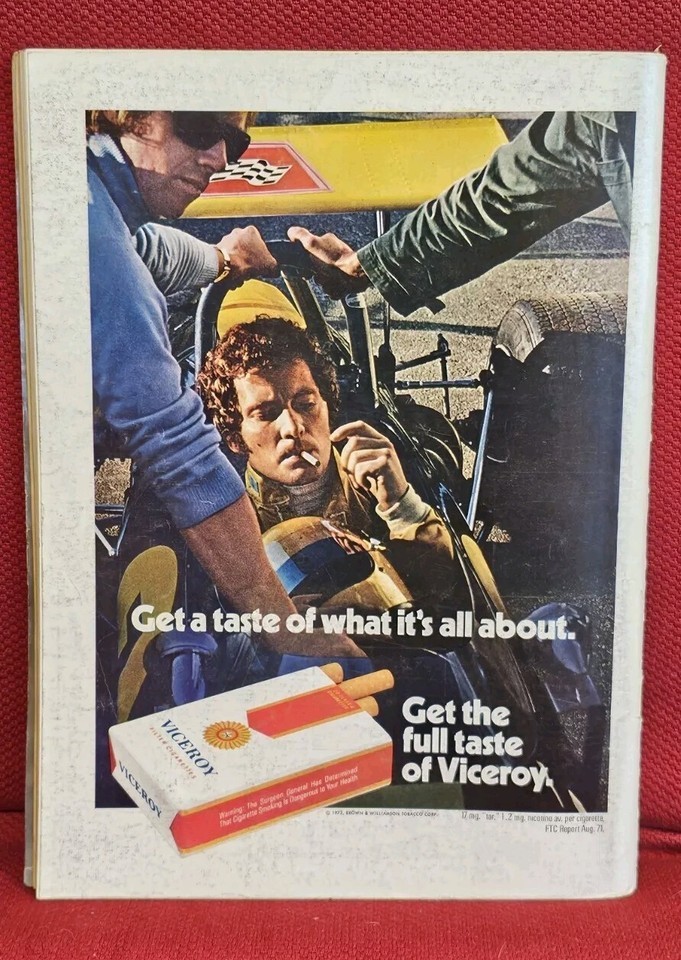 Get a taste of what it's all about.
Get the
full taste
of Viceroy.
VICEROY
FILTER CIGARETTES
VICEROY
Warning: The Surgeon General Has Determined
That Cigarette Smoking Is Dangerous to Your Health
© 1972, BROWN & WILLIAMSON TOBACCO CORP.
17 mg. "tar," 1.2 mg. nicotine av. per cigarette,
FTC Report Aug. 71.